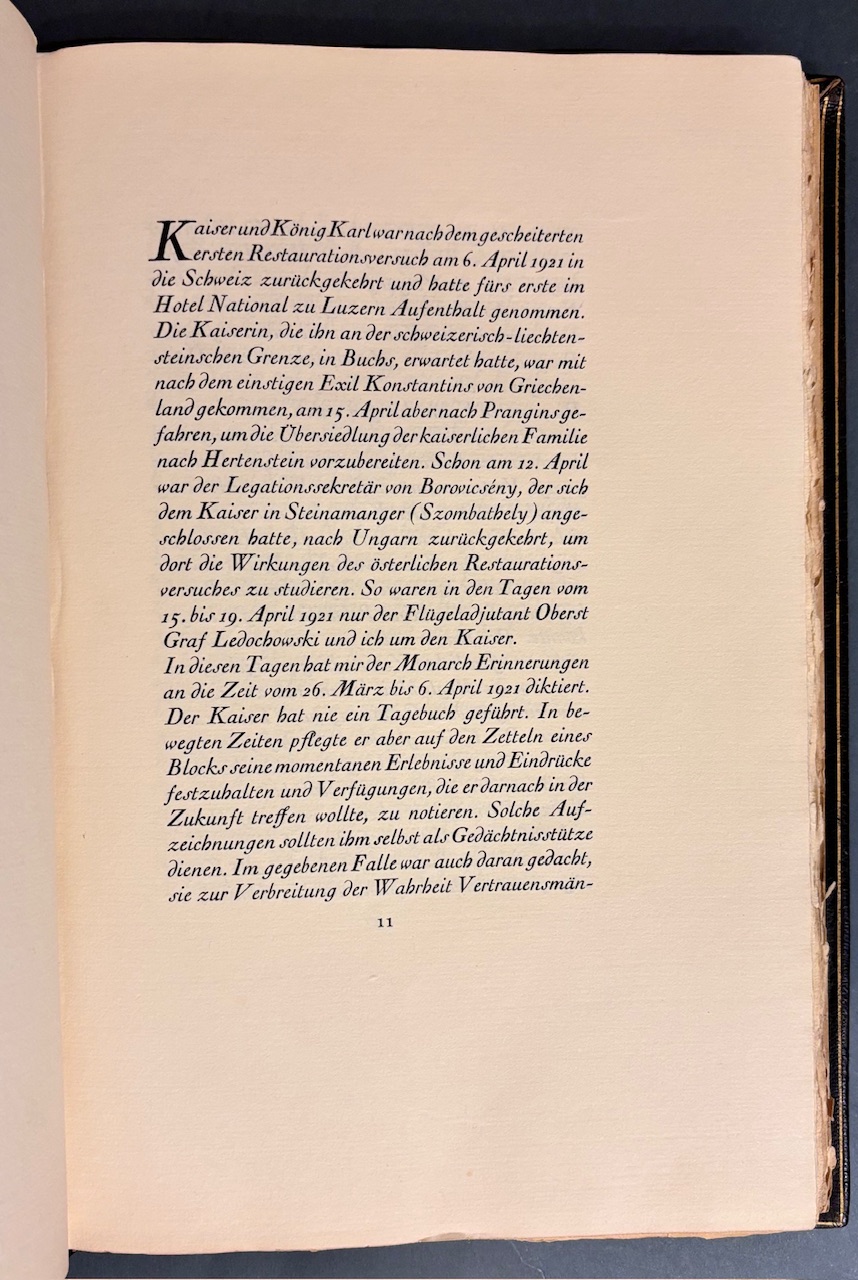 Kaiser und König Karl war nach dem gescheiterten
ersten Restaurationsversuch am 6. April 1921 in
die Schweiz zurückgekehrt und hatte fürs erste im
Hotel National zu Luzern Aufenthalt genommen.
Die Kaiserin, die ihn an der schweizerisch-liechten-
steinschen Grenze, in Buchs, erwartet hatte, war mit
nach dem einstigen Exil Konstantins von Griechen-
land gekommen, am 15. April aber nach Prangins ge-
fahren, um die Übersiedlung der kaiserlichen Familie
nach Hertenstein vorzubereiten. Schon am 12. April
war der Legationssekretär von Borovicsény, der sich
dem Kaiser in Steinamanger (Szombathely) ange-
schlossen hatte, nach Ungarn zurückgekehrt, um
dort die Wirkungen des österlichen Restaurations-
versuches zu studieren. So waren in den Tagen vom
15. bis 19. April 1921 nur der Flügeladjutant Oberst
Graf Ledochowski und ich um den Kaiser.
In diesen Tagen hat mir der Monarch Erinnerungen
an die Zeit vom 26. März bis 6. April 1921 diktiert.
Der Kaiser hat nie ein Tagebuch geführt. In be-
wegten Zeiten pflegte er aber auf den Zetteln eines
Blocks seine momentanen Erlebnisse und Eindrücke
festzuhalten und Verfügungen, die er darnach in der
Zukunft treffen wollte, zu notieren. Solche Auf-
zeichnungen sollten ihm selbst als Gedächtnisstütze
dienen. Im gegebenen Falle war auch daran gedacht,
sie zur Verbreitung der Wahrheit Vertrauensmän-
11